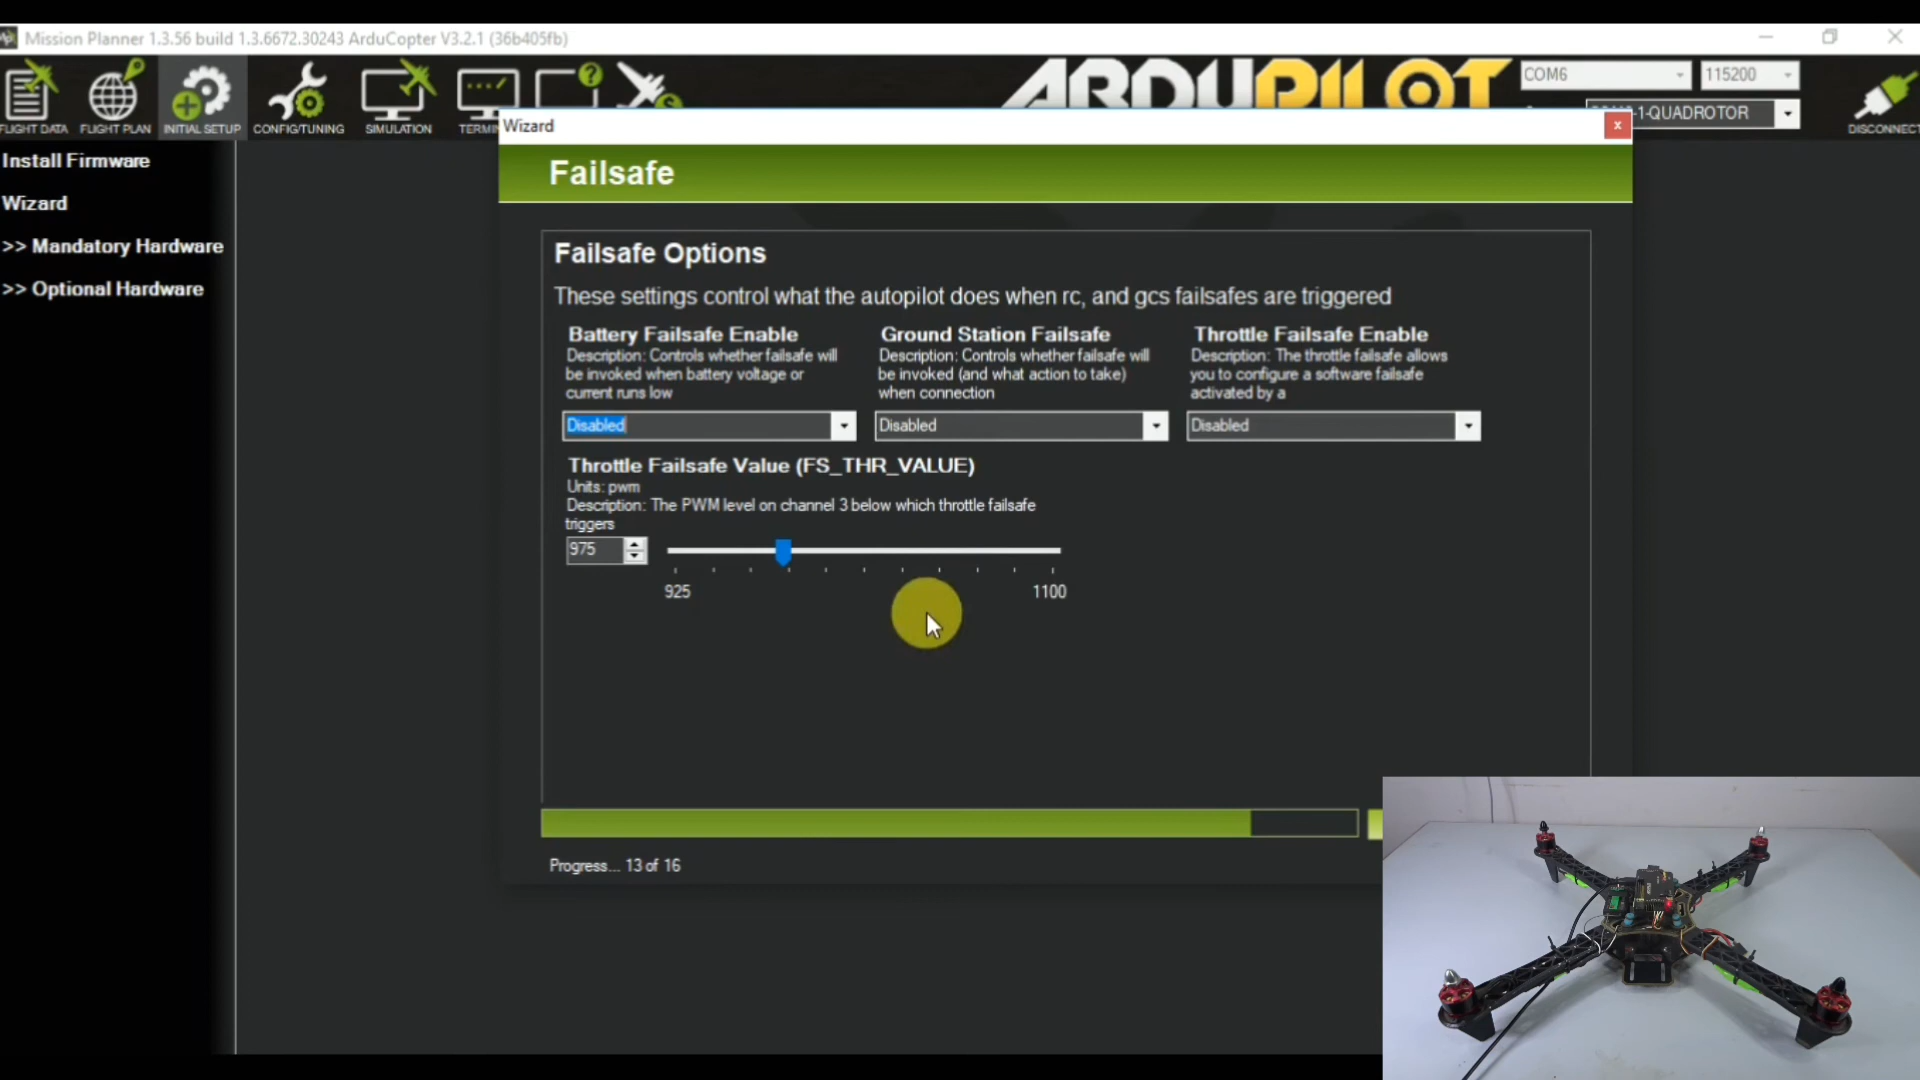 Mission Planner 1.3.56 build 1.3.6672.30243 ArduCopter V3.2.1 (36b405fb)
FLIGHT DATA
FLIGHT PLAN
INITIAL SETUP
CONFIG/TUNING
SIMULATION
TERMIN
ARDUPILOT
COM6
115200
1-QUADROTOR
DISCONNECT
Install Firmware
Wizard
>> Mandatory Hardware
>> Optional Hardware
Wizard
x
Failsafe
Failsafe Options
These settings control what the autopilot does when rc, and gcs failsafes are triggered
Battery Failsafe Enable
Description: Controls whether failsafe will
be invoked when battery voltage or
current runs low
Disabled
Ground Station Failsafe
Description: Controls whether failsafe will
be invoked (and what action to take)
when connection
Disabled
Throttle Failsafe Enable
Description: The throttle failsafe allows
you to configure a software failsafe
activated by a
Disabled
Throttle Failsafe Value (FS_THR_VALUE)
Units: pwm
Description: The PWM level on channel 3 below which throttle failsafe
triggers
975
925
1100
Progress... 13 of 16